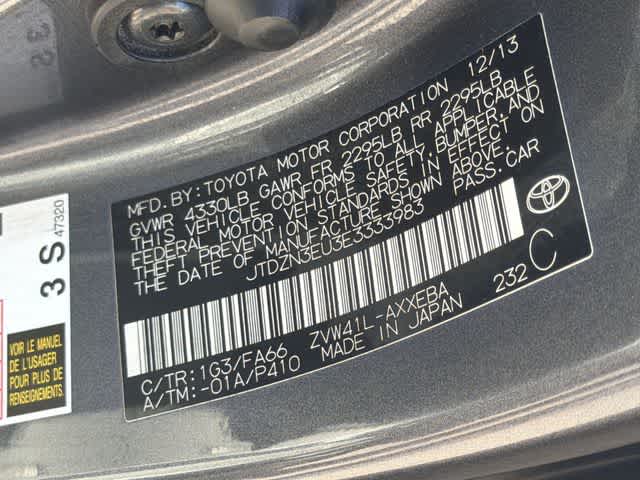 MFD. BY: TOYOTA MOTOR CORPORATION 12/13
GVWR 4330LB GAWR FR 2295LB RR 2295LB
THIS VEHICLE CONFORMS TO ALL APPLICABLE
FEDERAL MOTOR VEHICLE SAFETY, BUMPER, AND
THEFT PREVENTION STANDARDS IN EFFECT ON
THE DATE OF MANUFACTURE SHOWN ABOVE.
JTDZN3EU3E3333983 PASS. CAR
C/TR: 1G3/FA66 ZVW41L-AXXEBA 232 C
A/TM: -01A/P410 MADE IN JAPAN
TOYOTA
3 S
47320
VOIR LE MANUEL
DE L'USAGER
POUR PLUS DE
RENSEIGNEMENTS.